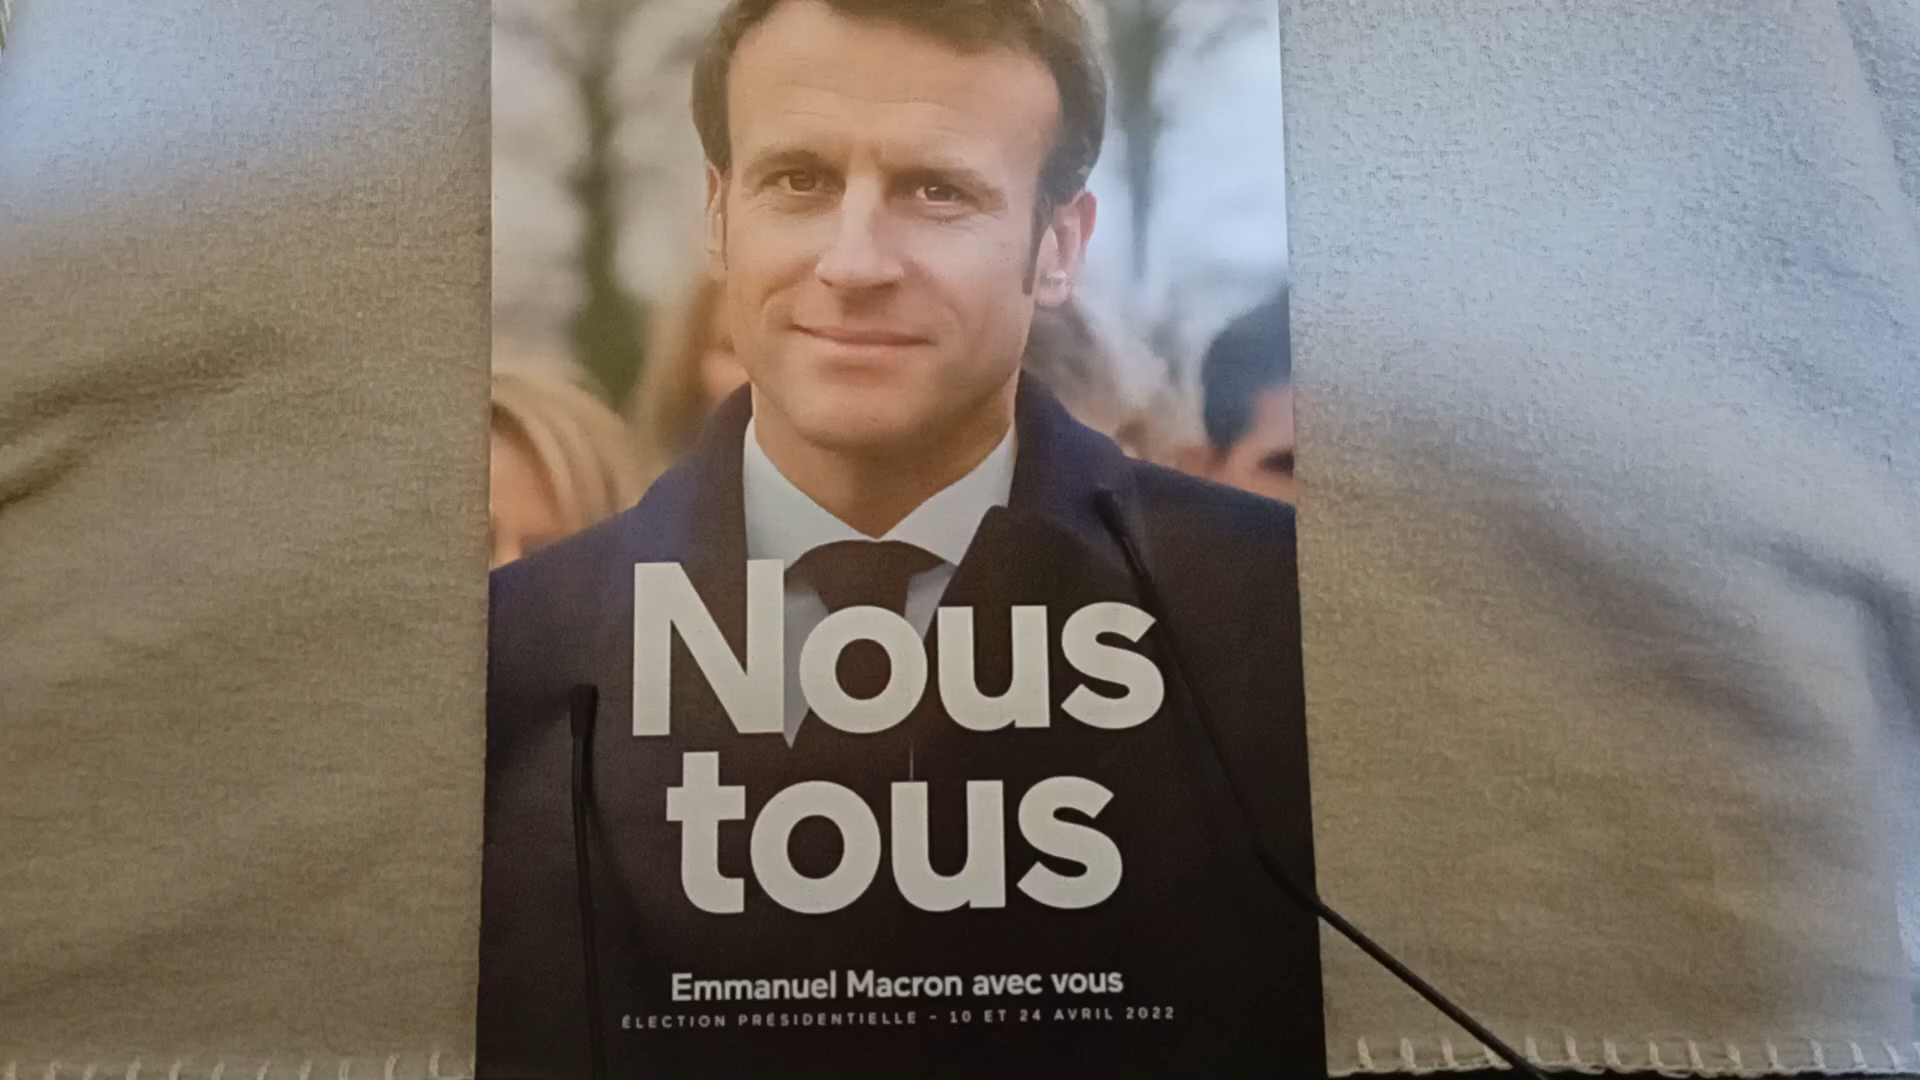 Nous
tous
Emmanuel Macron avec vous
ÉLECTION PRÉSIDENTIELLE – 10 ET 24 AVRIL 2022